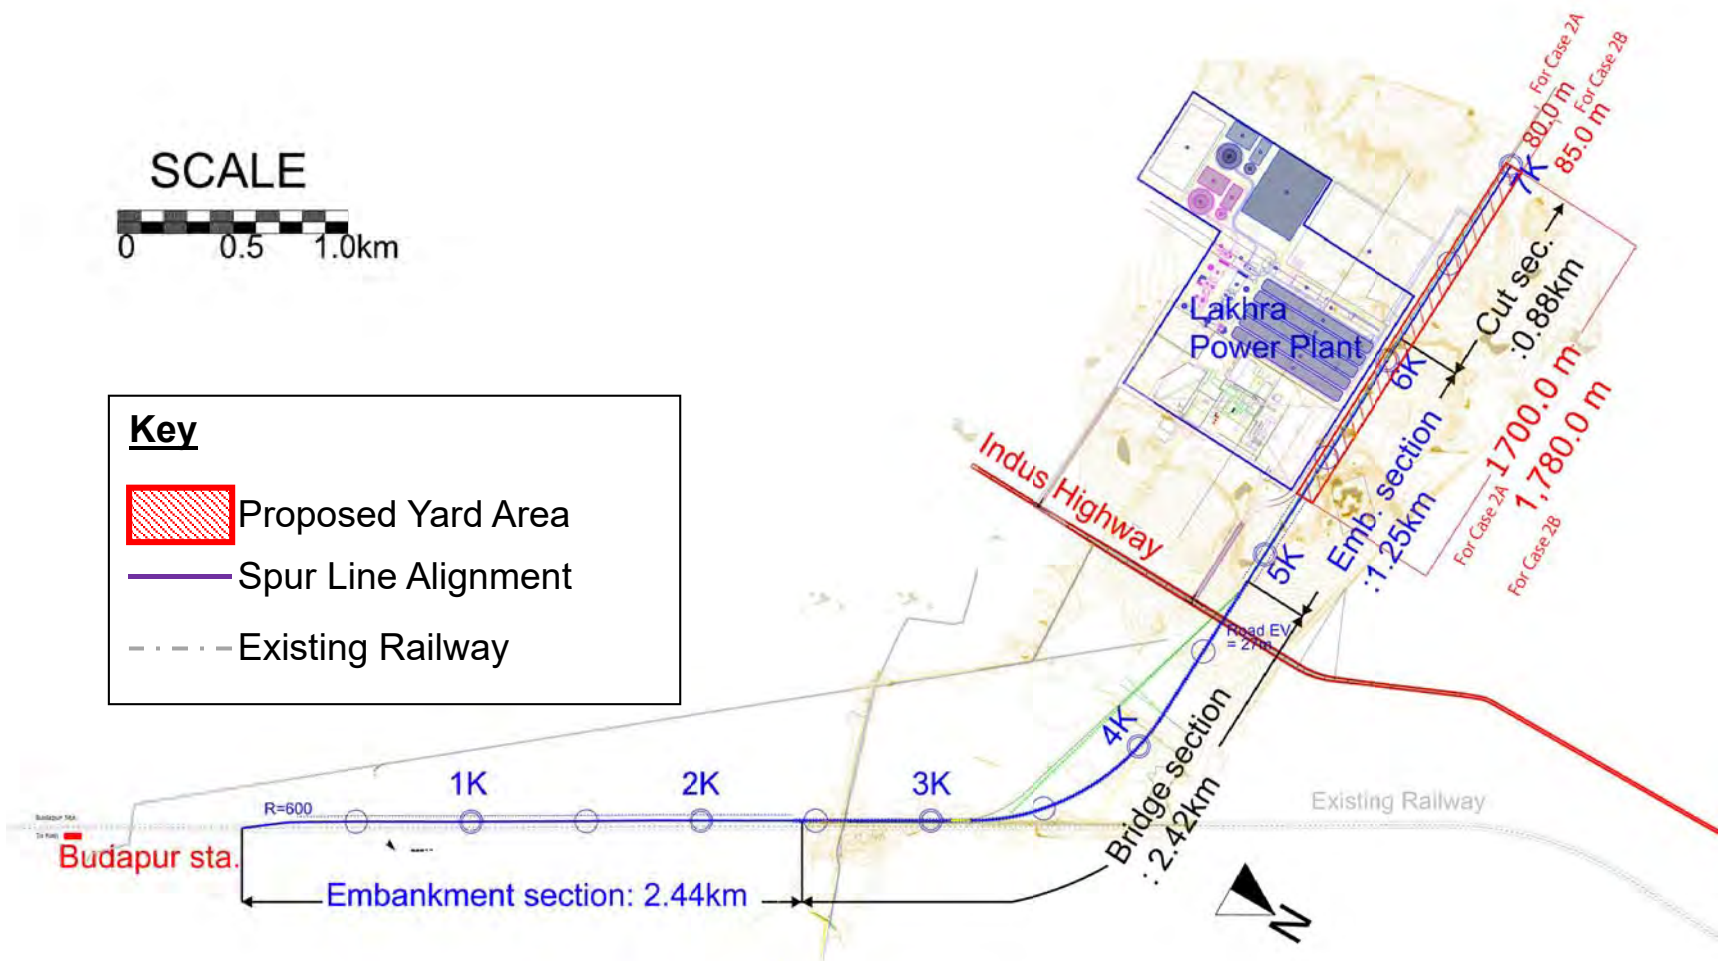 SCALE
0 0.5 1.0km
Key
Proposed Yard Area
Spur Line Alignment
Existing Railway
For Case 2A
80.0 m
For Case 2B
85.0 m
7K
Cut sec.
:0.88km
Lakhra
Power Plant
6K
1700.0 m
For Case 2A
1,780.0 m
For Case 2B
Emb. section
:1.25km
Indus Highway
5K
Road EV
= 27m
4K
Bridge section
: 2.42km
1K
2K
3K
R=600
Existing Railway
Budapur Sta.
Budapur sta.
Embankment section: 2.44km
N